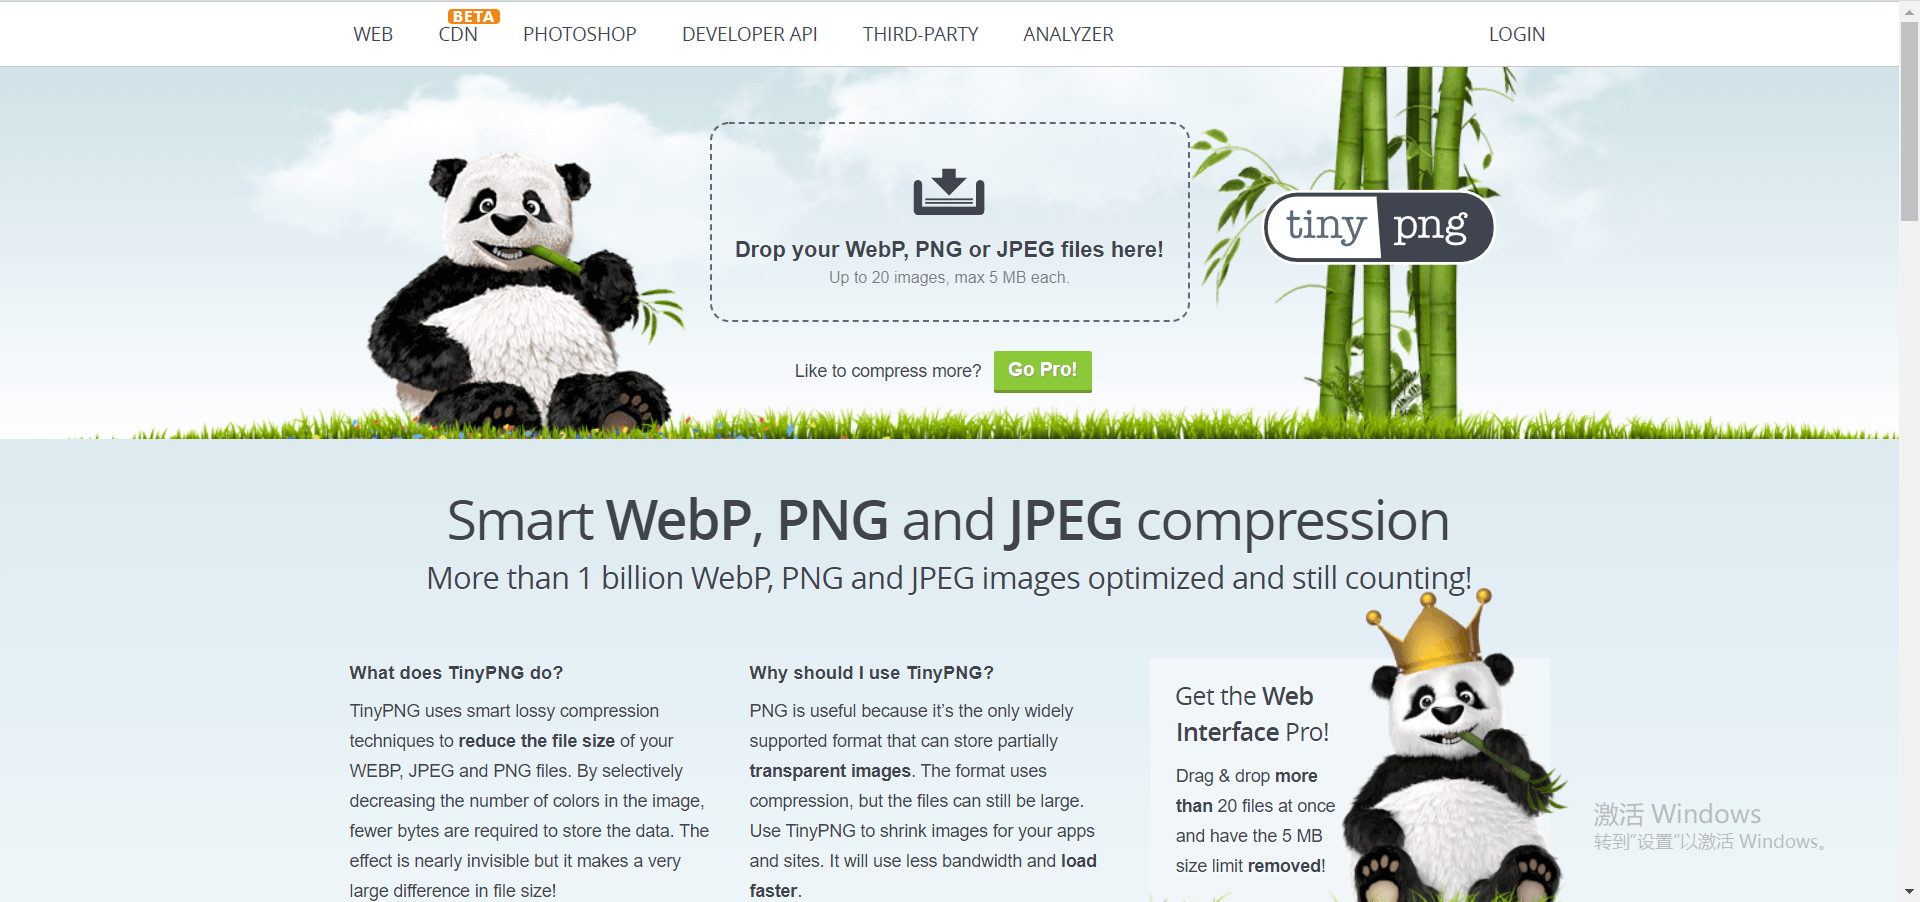 WEB CDN BETA PHOTOSHOP DEVELOPER API THIRD-PARTY ANALYZER LOGIN
Drop your WebP, PNG or JPEG files here!
Up to 20 images, max 5 MB each.
tiny png
Like to compress more? Go Pro!
Smart WebP, PNG and JPEG compression
More than 1 billion WebP, PNG and JPEG images optimized and still counting!
What does TinyPNG do?
TinyPNG uses smart lossy compression
techniques to reduce the file size of your
WEBP, JPEG and PNG files. By selectively
decreasing the number of colors in the image,
fewer bytes are required to store the data. The
effect is nearly invisible but it makes a very
large difference in file size!
Why should I use TinyPNG?
PNG is useful because it’s the only widely
supported format that can store partially
transparent images. The format uses
compression, but the files can still be large.
Use TinyPNG to shrink images for your apps
and sites. It will use less bandwidth and load
faster.
Get the Web
Interface Pro!
Drag & drop more
than 20 files at once
and have the 5 MB
size limit removed!
激活 Windows
转到“设置”以激活 Windows。